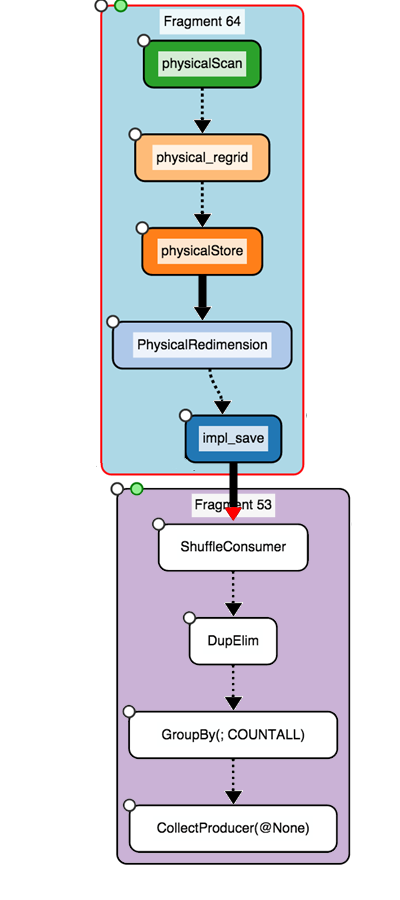 Fragment 64
physicalScan
physical_regrid
physicalStore
PhysicalRedimension
impl_save
Fragment 53
ShuffleConsumer
DupElim
GroupBy(; COUNTALL)
CollectProducer(@None)